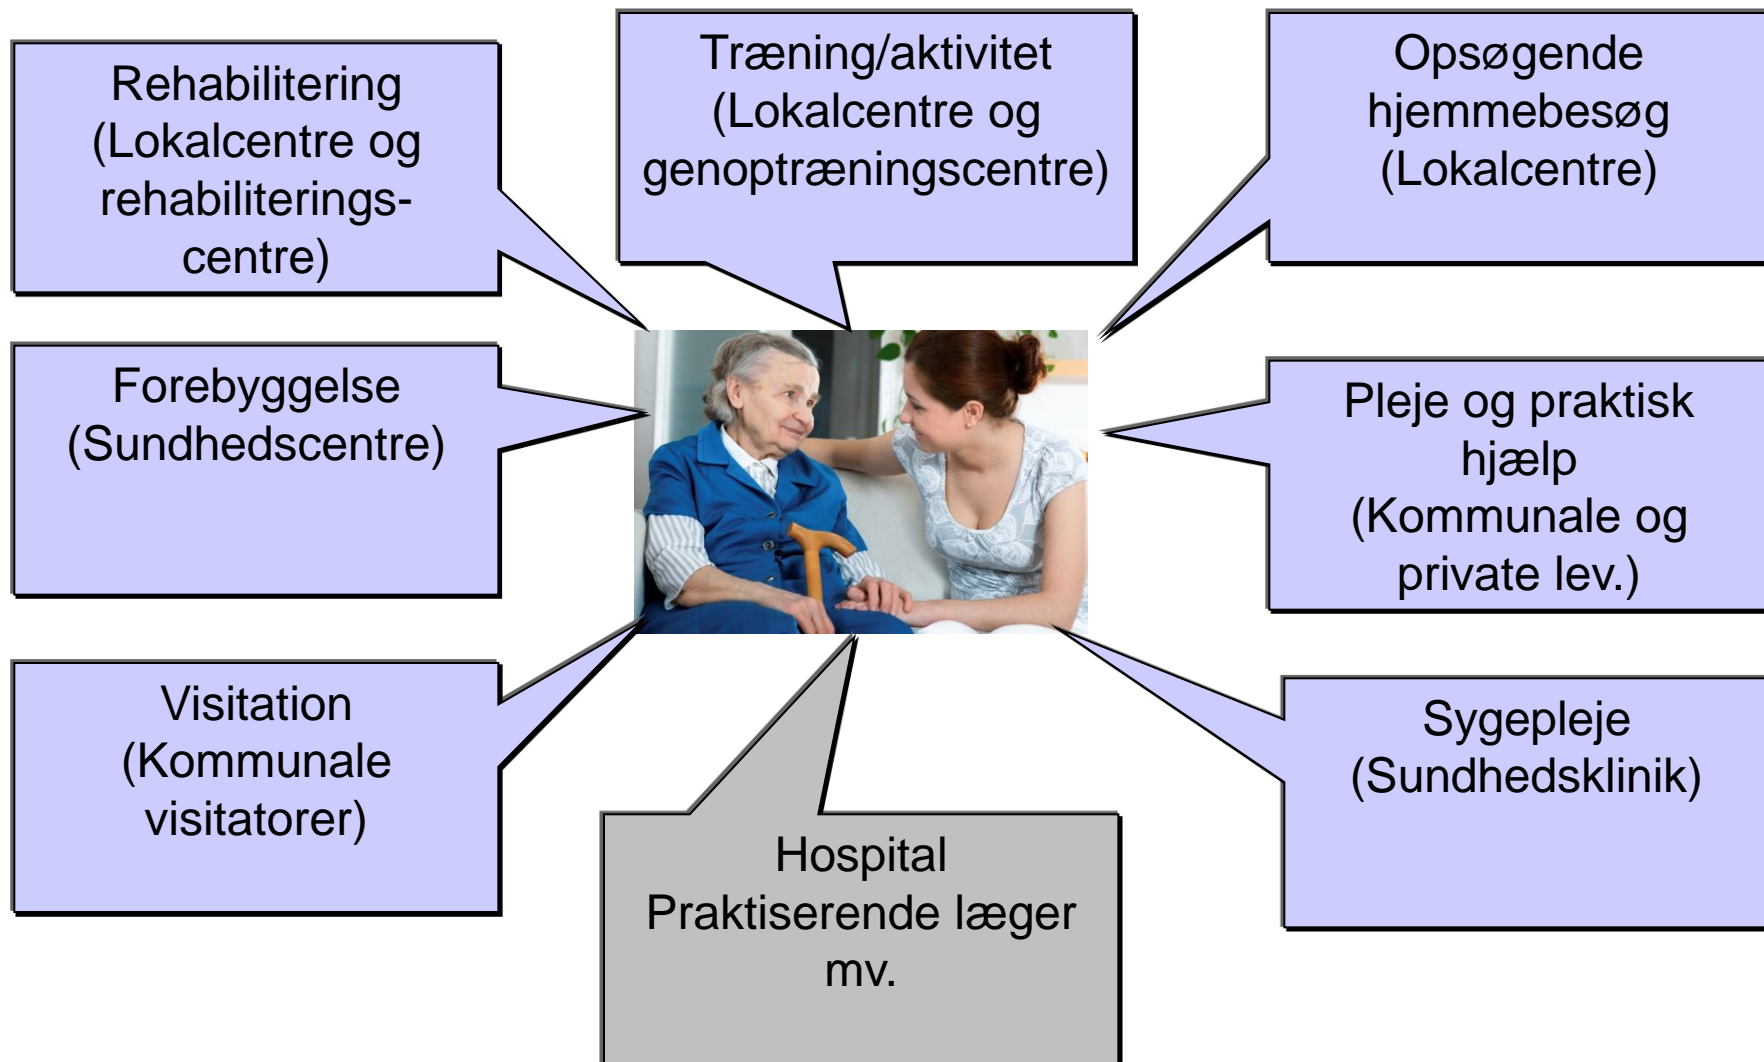 Rehabilitering
(Lokalcentre og
rehabiliterings-
centre)
Træning/aktivitet
(Lokalcentre og
genoptræningscentre)
Opsøgende
hjemmebesøg
(Lokalcentre)
Forebyggelse
(Sundhedscentre)
Pleje og praktisk
hjælp
(Kommunale og
private lev.)
Visitation
(Kommunale
visitatorer)
Hospital
Praktiserende læger
mv.
Sygepleje
(Sundhedsklinik)